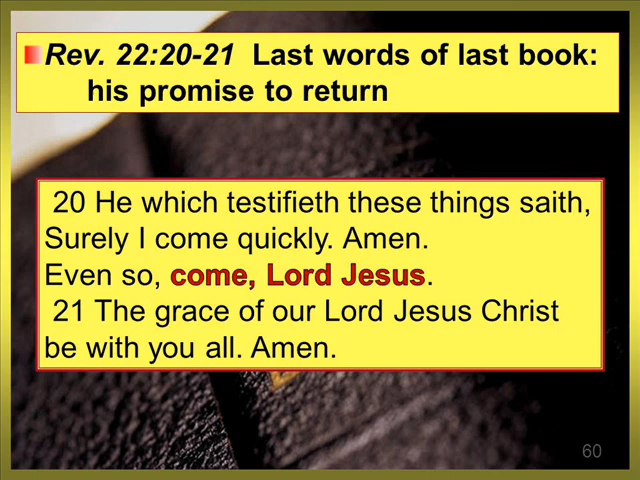 Rev. 22:20-21 Last words of last book:
his promise to return
20 He which testifieth these things saith,
Surely I come quickly. Amen.
Even so, come, Lord Jesus.
21 The grace of our Lord Jesus Christ
be with you all. Amen.
60